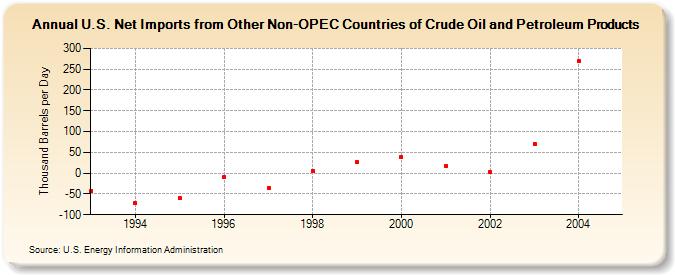 Annual U.S. Net Imports from Other Non-OPEC Countries of Crude Oil and Petroleum Products
Thousand Barrels per Day
300
250
200
150
100
50
0
-50
-100
1994 1996 1998 2000 2002 2004
Source: U.S. Energy Information Administration